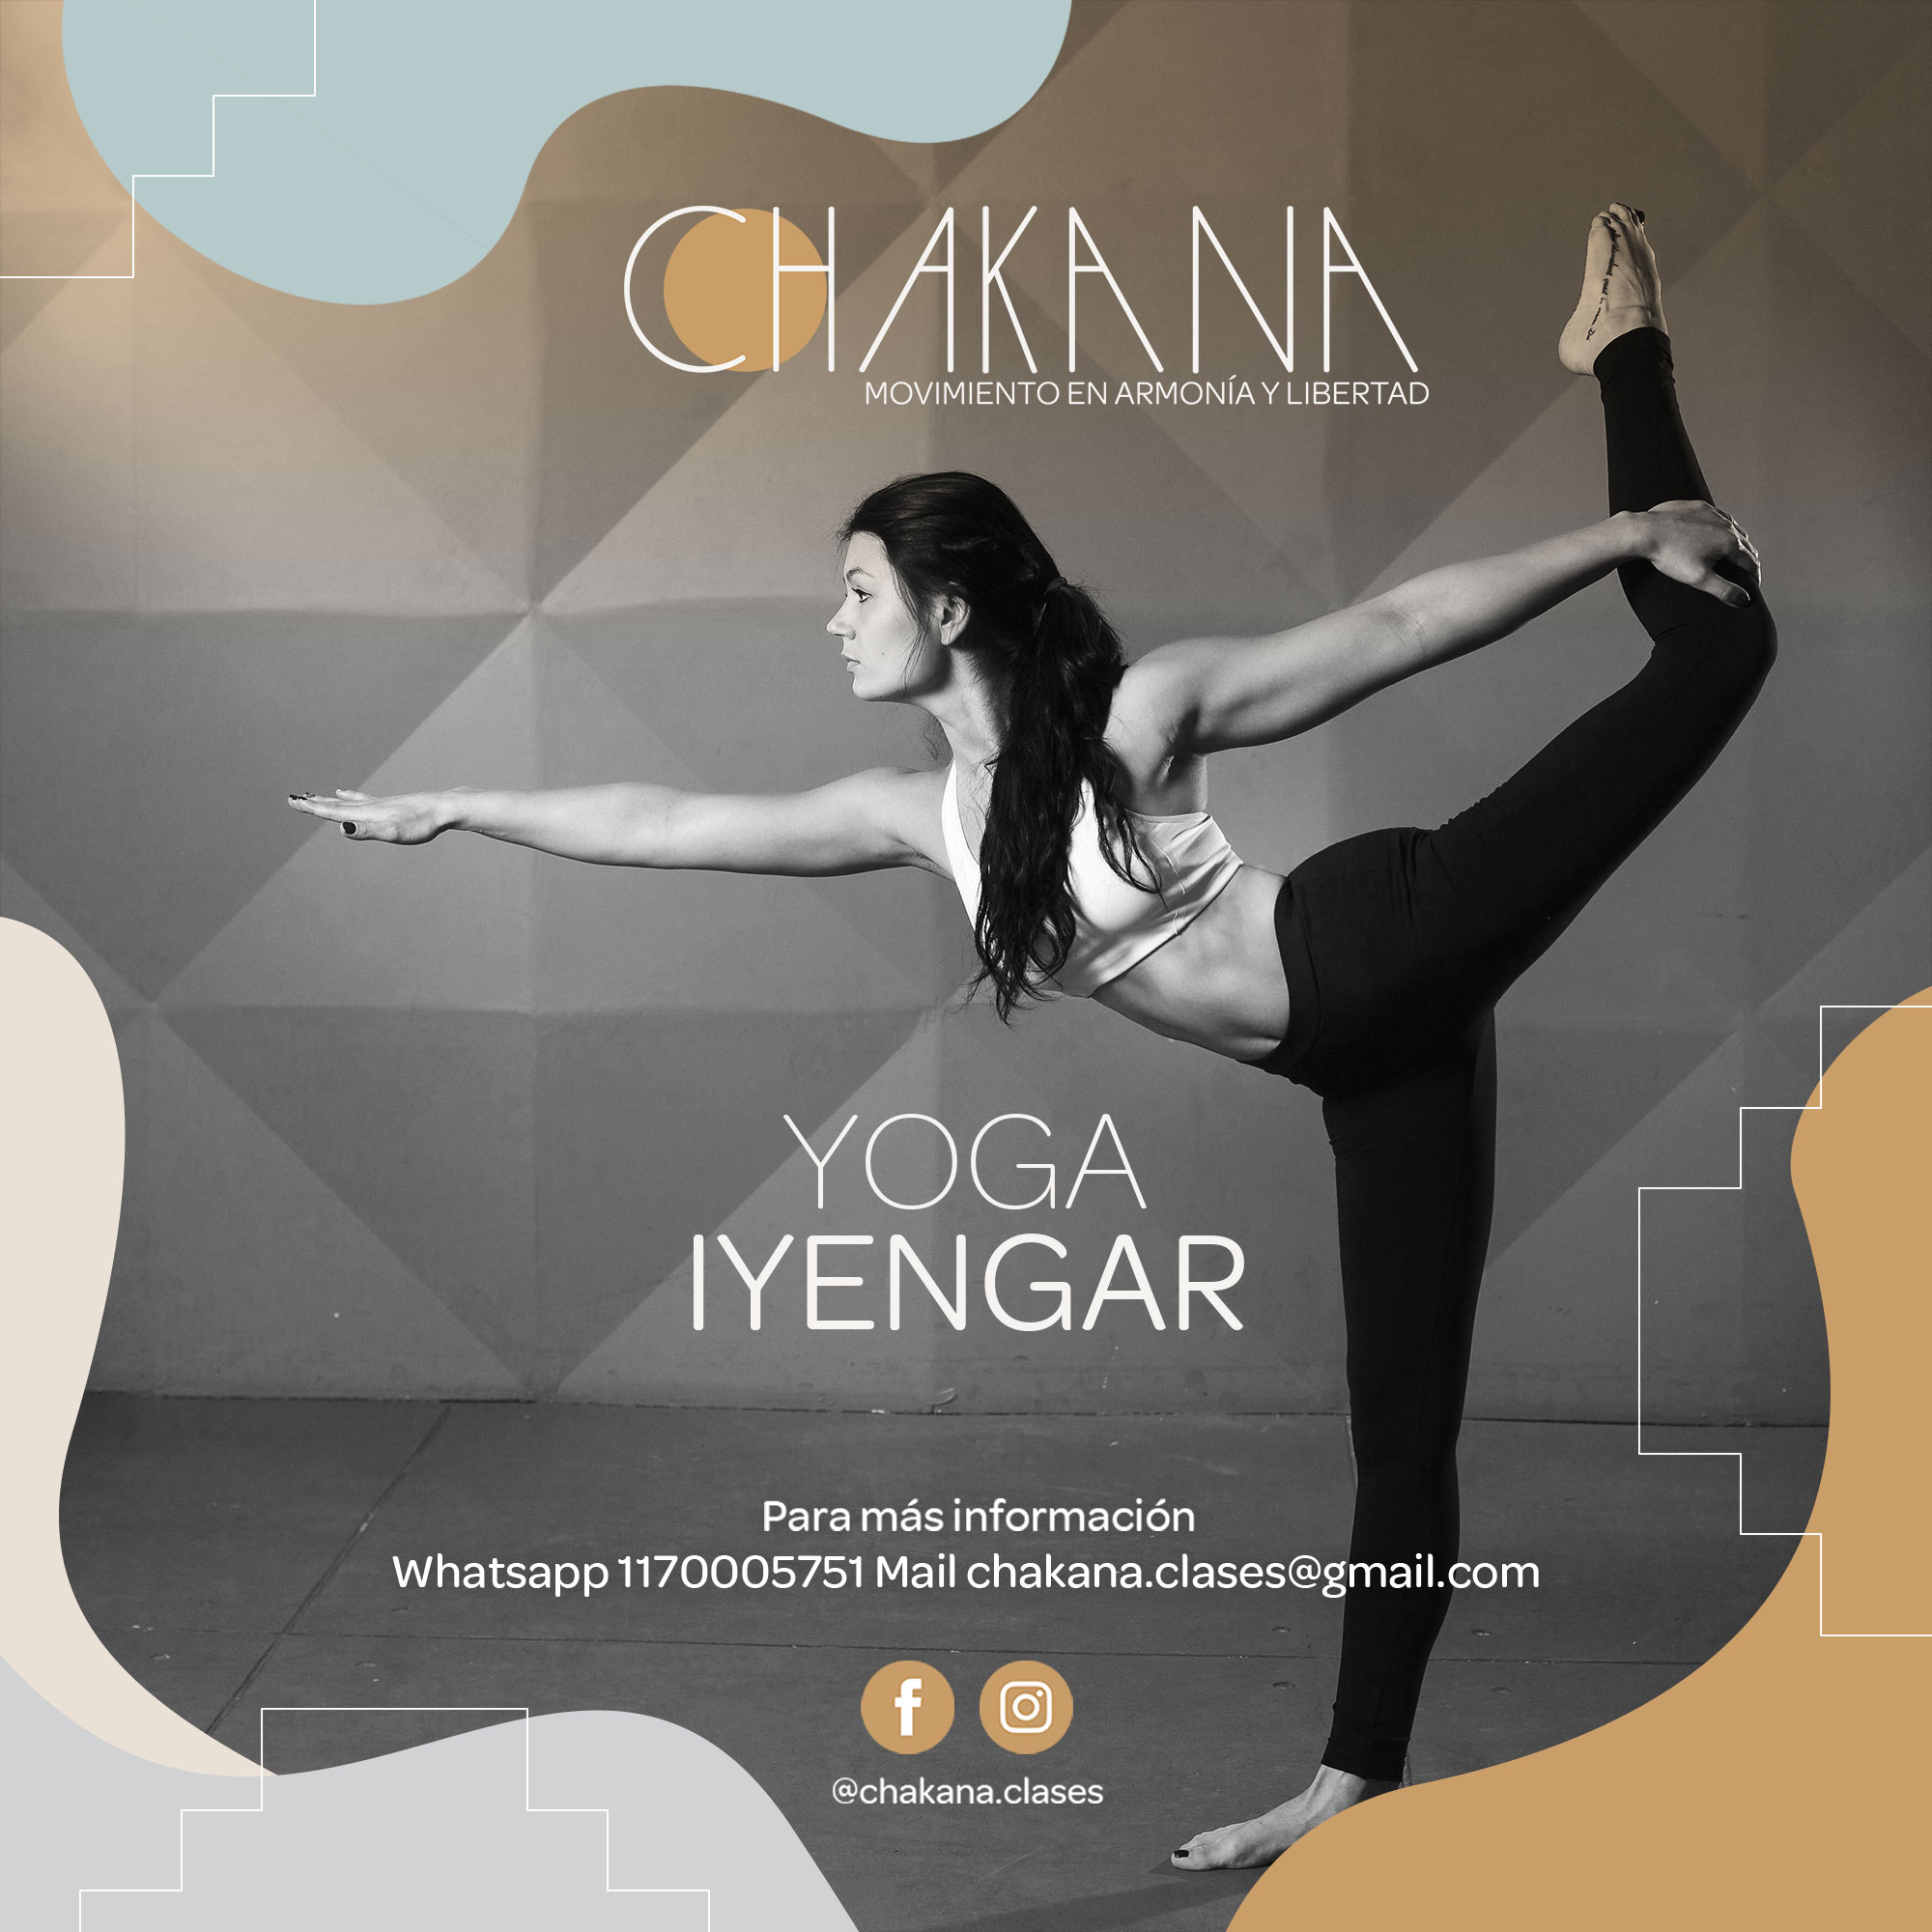 CHAKANA
MOVIMIENTO EN ARMONÍA Y LIBERTAD
YOGA
IYENGAR
Para más información
Whatsapp 1170005751 Mail chakana.clases@gmail.com
@chakana.clases